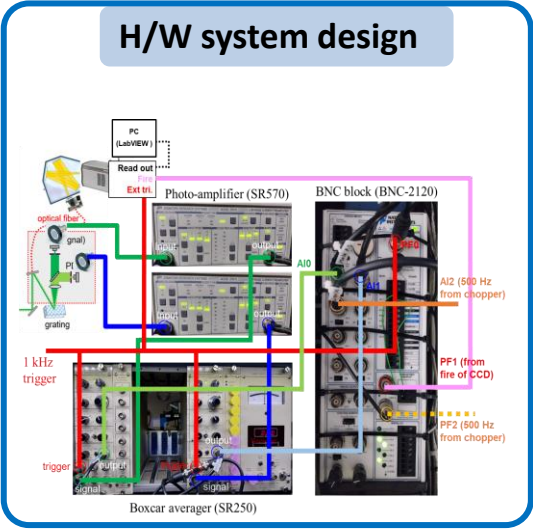 H/W system design
PC
(LabVIEW )
Read out
Fire
Ext tri.
Photo-amplifier (SR570)
BNC block (BNC-2120)
optical fiber
gnal)
P[
grating
Input
output
Input
output
AI0
AI1
PF0
AI2 (500 Hz
from chopper)
1 kHz
trigger
PF1 (from
fire of CCD)
PF2 (500 Hz
from chopper)
trigger
output
output
signal
signal
Boxcar averager (SR250)